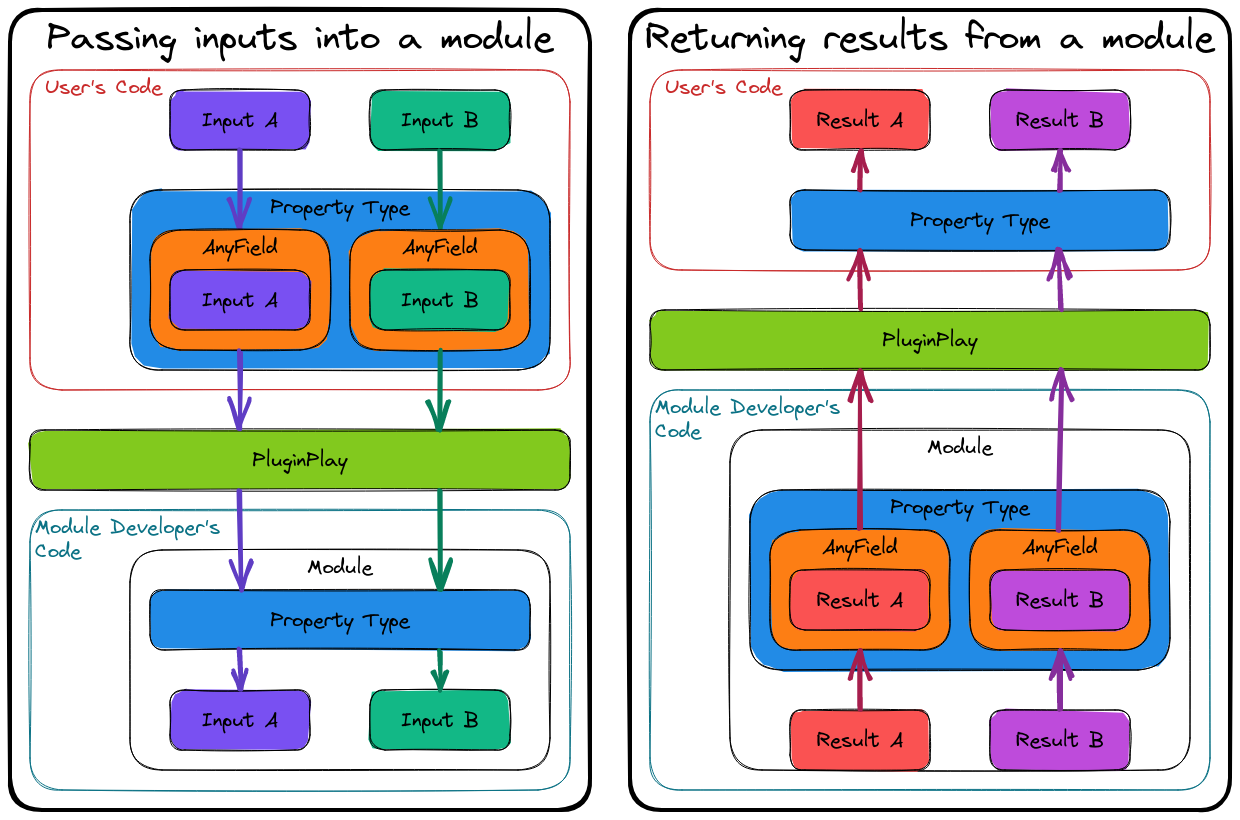 Passing inputs into a module
User's Code
Input A
Input B
Property Type
AnyField
AnyField
Input A
Input B
PluginPlay
Module Developer's
Code
Module
Property Type
Input A
Input B
Returning results from a module
User's Code
Result A
Result B
Property Type
PluginPlay
Module Developer's
Code
Module
Property Type
AnyField
AnyField
Result A
Result B
Result A
Result B